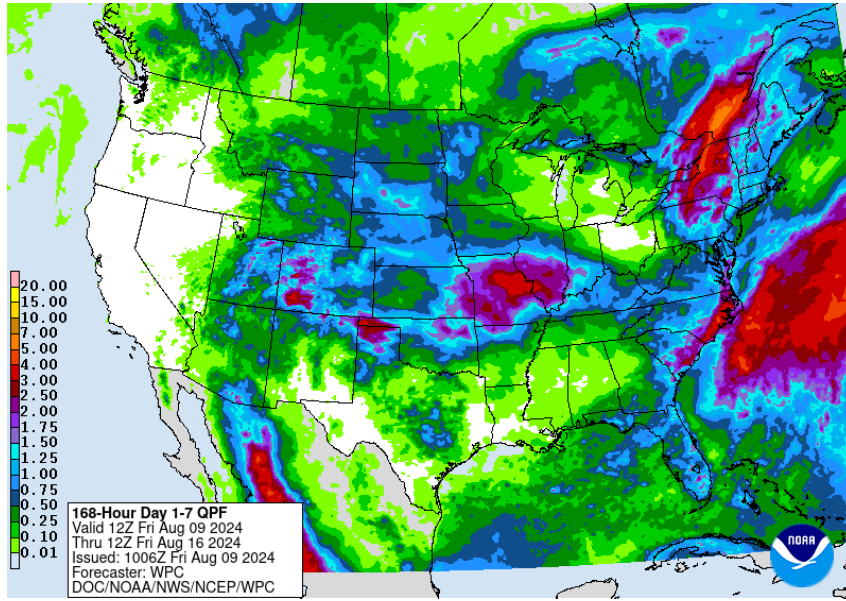 20.00
15.00
10.00
7.00
5.00
4.00
3.00
2.50
2.00
1.75
1.50
1.25
1.00
0.75
0.50
0.25
0.10
0.01
168-Hour Day 1-7 QPF
Valid 12Z Fri Aug 09 2024
Thru 12Z Fri Aug 16 2024
Issued: 1006Z Fri Aug 09 2024
Forecaster: WPC
DOC/NOAA/NWS/NCEP/WPC
NOAA